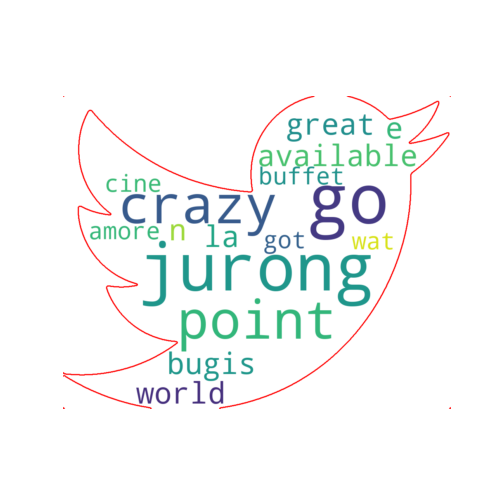 great e
available
cine buffet
crazy go
amore n la got wat
jurong
point
bugis
world